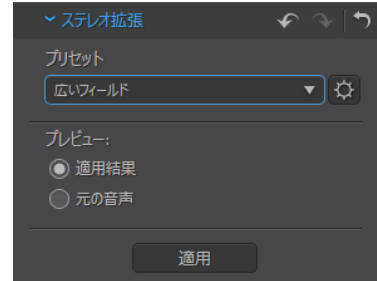 ステレオ拡張
プリセット
広いフィールド
プレビュー:
適用結果
元の音声
適用